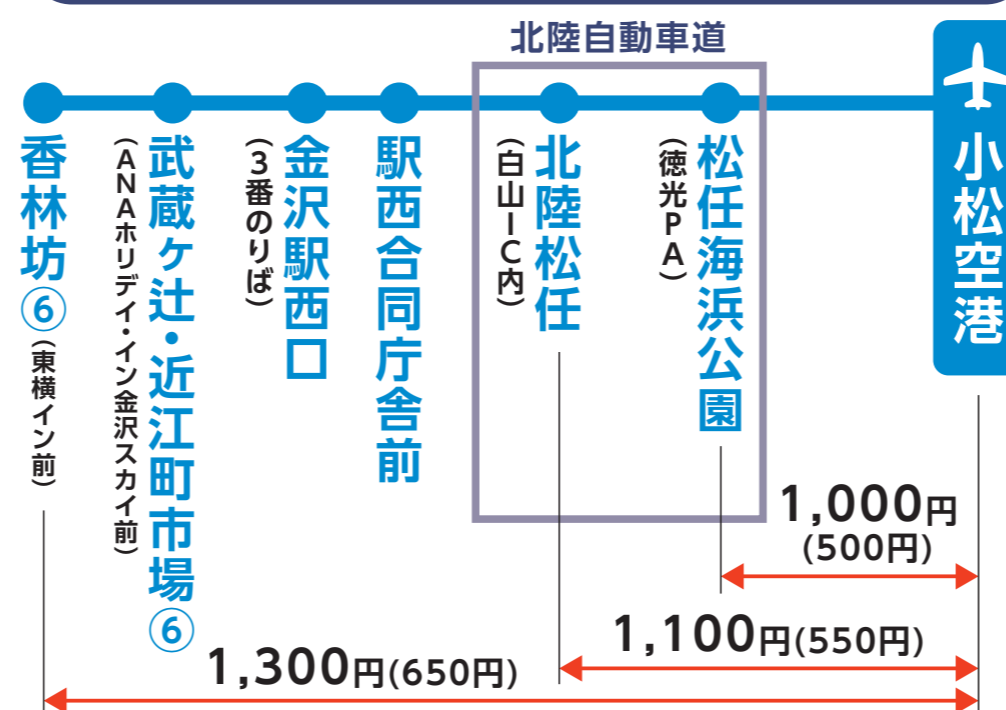 北陸自動車道
香林坊⑥(東横イン前)
武蔵ヶ辻・近江町市場⑥
(ANAホリデイ・イン金沢スカイ前)
金沢駅西口
(3番のりば)
駅西合同庁舎前
北陸松任
(白山IC内)
松任海浜公園
(徳光PA)
小松空港
1,000円
(500円)
1,100円(550円)
1,300円(650円)